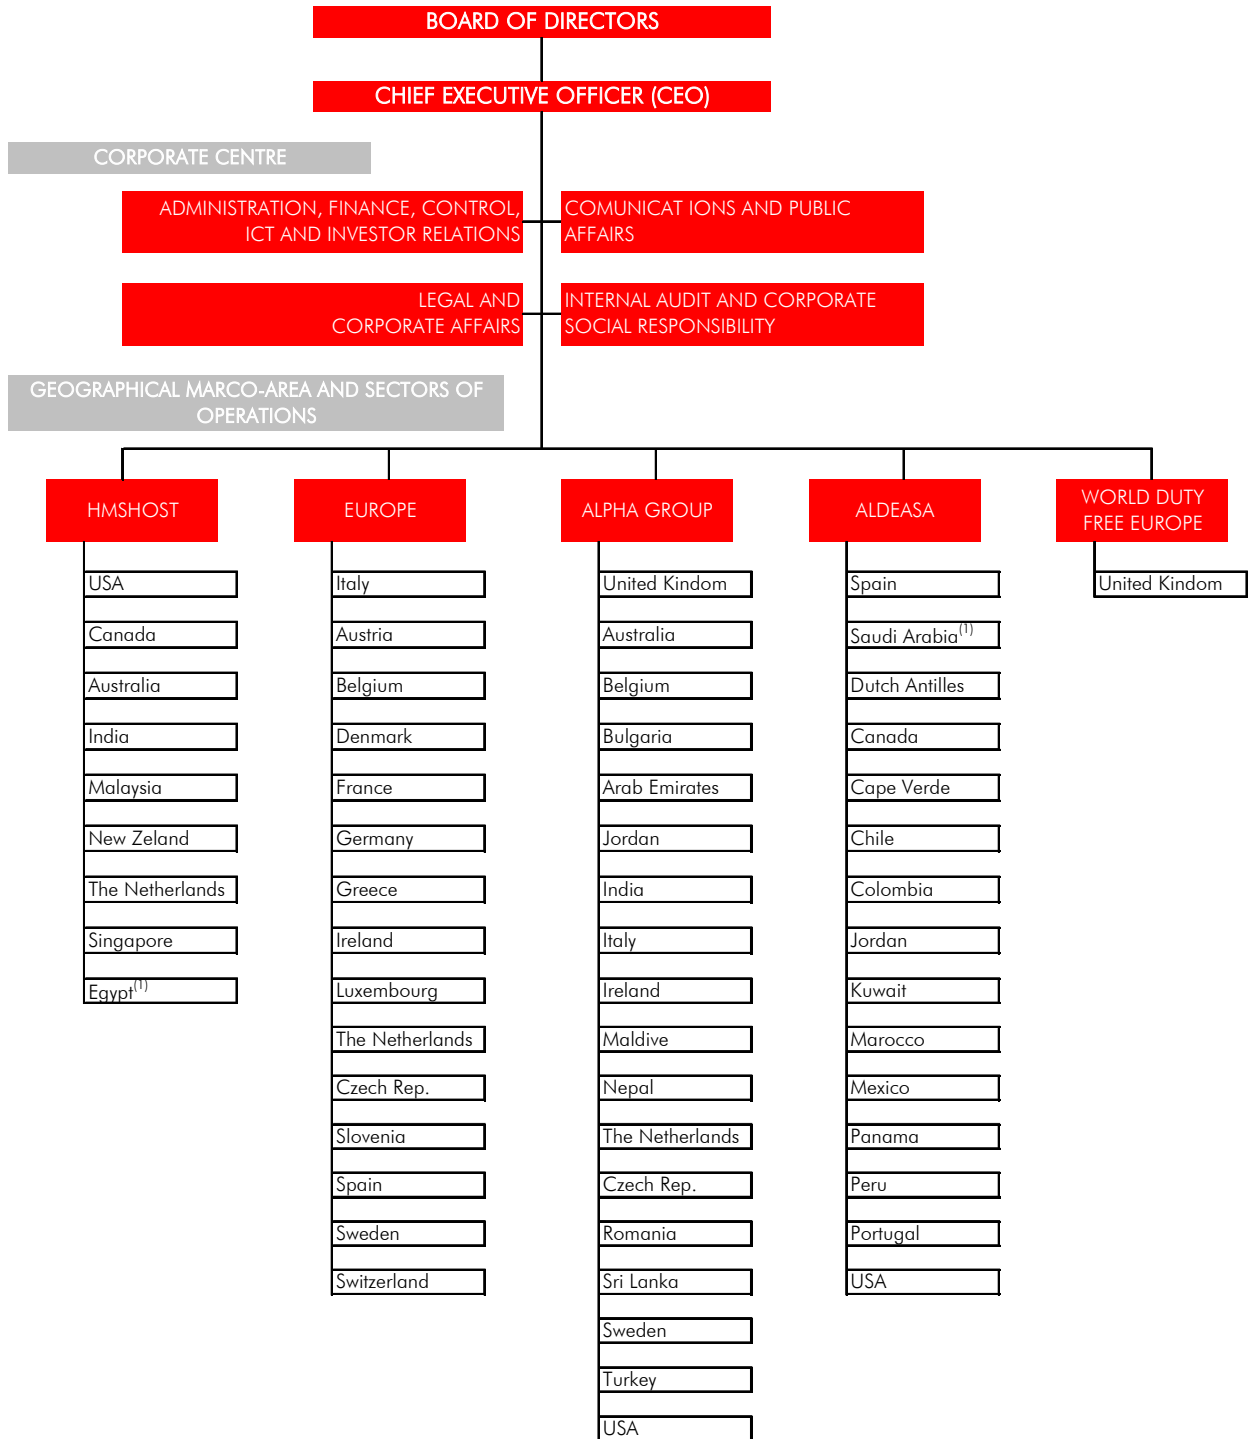 BOARD OF DIRECTORS
CHIEF EXECUTIVE OFFICER (CEO)
CORPORATE CENTRE
ADMINISTRATION, FINANCE, CONTROL,
ICT AND INVESTOR RELATIONS
COMUNICAT IONS AND PUBLIC
AFFAIRS
LEGAL AND
CORPORATE AFFAIRS
INTERNAL AUDIT AND CORPORATE
SOCIAL RESPONSIBILITY
GEOGRAPHICAL MARCO-AREA AND SECTORS OF
OPERATIONS
HMSHOST
USA
Canada
Australia
India
Malaysia
New Zeland
The Netherlands
Singapore
Egypt(1)
EUROPE
Italy
Austria
Belgium
Denmark
France
Germany
Greece
Ireland
Luxembourg
The Netherlands
Czech Rep.
Slovenia
Spain
Sweden
Switzerland
ALPHA GROUP
United Kindom
Australia
Belgium
Bulgaria
Arab Emirates
Jordan
India
Italy
Ireland
Maldive
Nepal
The Netherlands
Czech Rep.
Romania
Sri Lanka
Sweden
Turkey
USA
ALDEASA
Spain
Saudi Arabia(1)
Dutch Antilles
Canada
Cape Verde
Chile
Colombia
Jordan
Kuwait
Marocco
Mexico
Panama
Peru
Portugal
USA
WORLD DUTY
FREE EUROPE
United Kindom